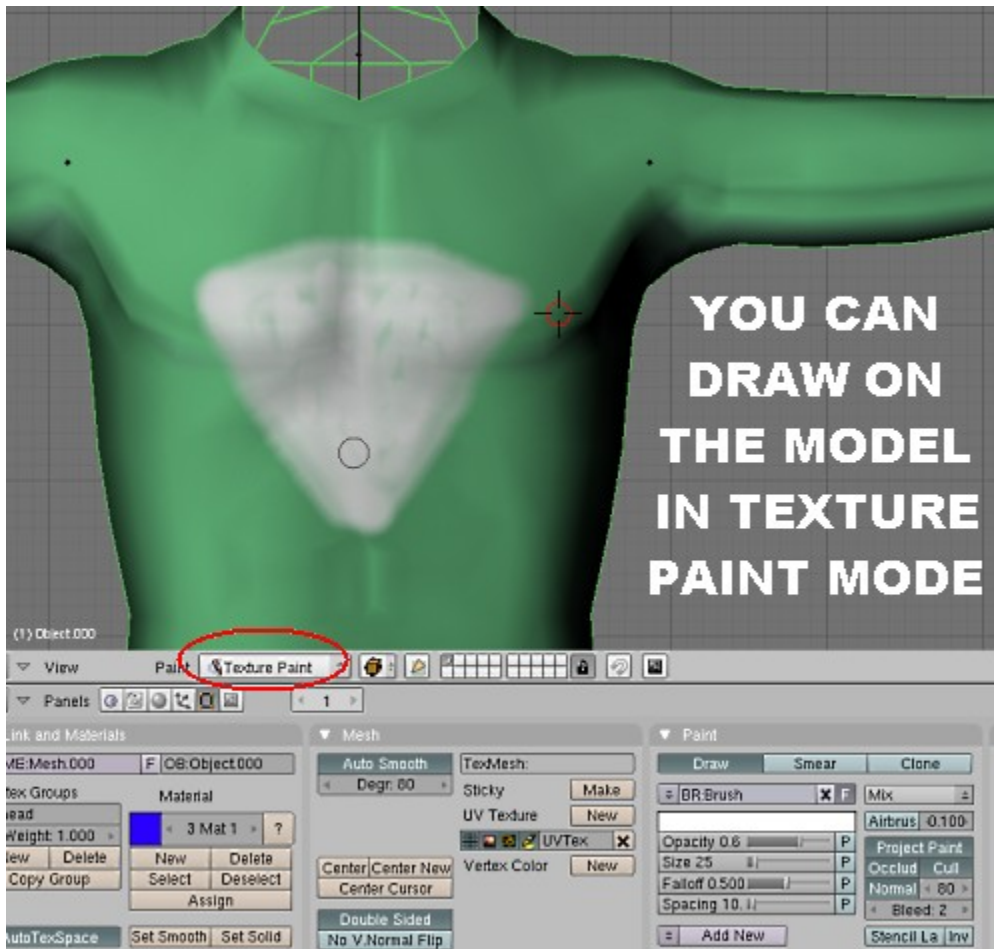 YOU CAN
DRAW ON
THE MODEL
IN TEXTURE
PAINT MODE
(1) Object.000
View Paint Texture Paint
Panels 1
Link and Materials
ME:Mesh.000 F OB:Object.000
Groups
Material
Weight: 1.000
3 Mat 1 ?
Delete New Delete
Copy Group Select Deselect
Assign
AutoTexSpace Set Smooth Set Solid
Mesh
Auto Smooth TexMesh:
Degr: 80 Sticky Make
UV Texture New
UVTex
Center Center New Vertex Color New
Center Cursor
Double Sided
No V.Normal Flip
Paint
Draw Smear Clone
BR:Brush X F Mix
Airbrus 0.100
Opacity 0.6 P Project Paint
Size 25 P Occlud Cull
Falloff 0.500 P Normal 80
Spacing 10. P Bleed: 2
Add New Stencil La Inv